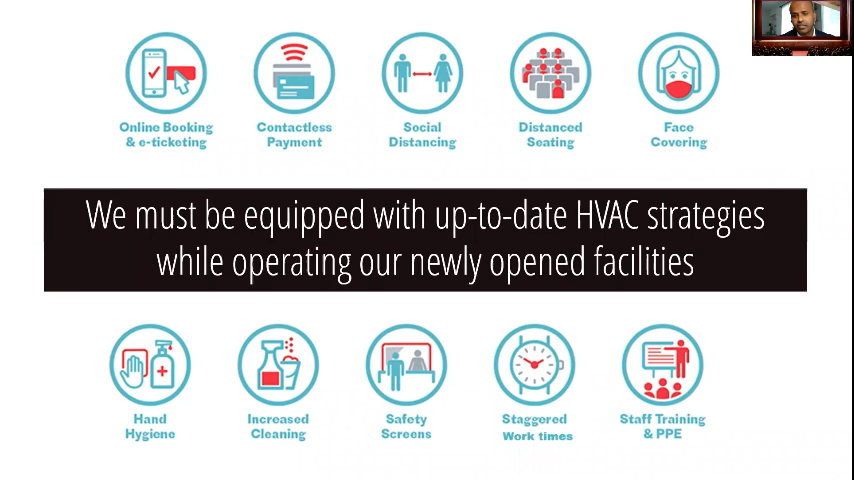 Online Booking
& e-ticketing
Contactless
Payment
Social
Distancing
Distanced
Seating
Face
Covering
We must be equipped with up-to-date HVAC strategies
while operating our newly opened facilities
Hand
Hygiene
Increased
Cleaning
Safety
Screens
Staggered
Work times
Staff Training
& PPE